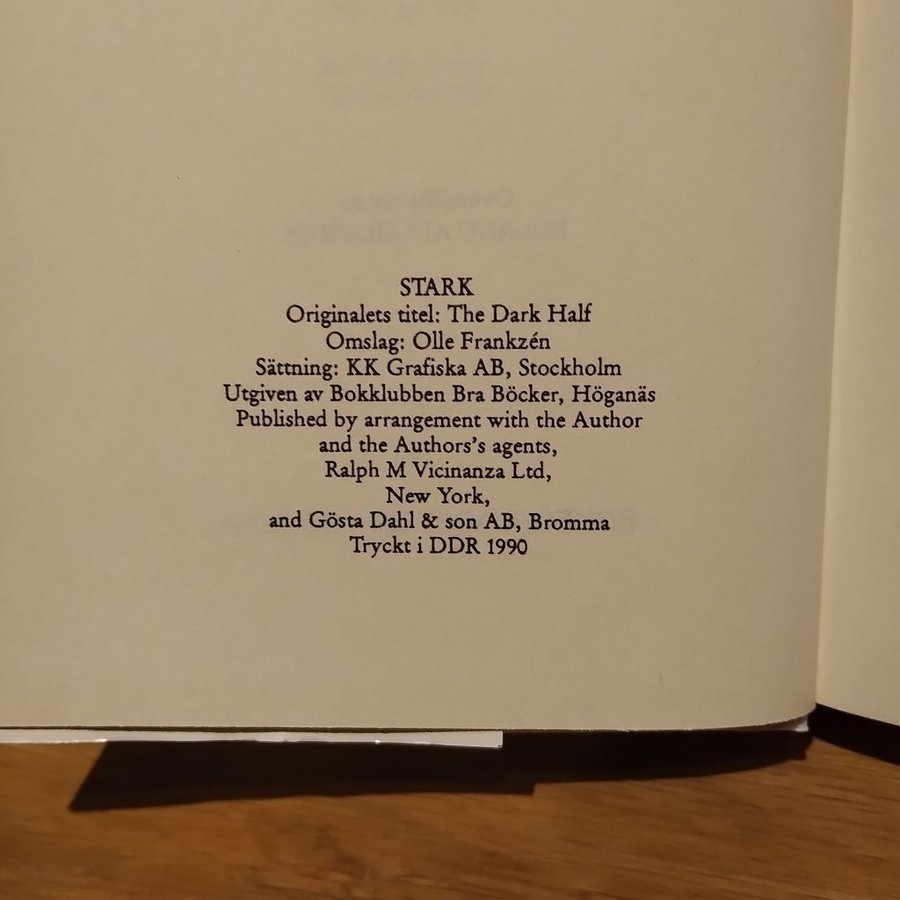 STARK
Originalets titel: The Dark Half
Omslag: Olle Frankzén
Sättning: KK Grafiska AB, Stockholm
Utgiven av Bokklubben Bra Böcker, Höganäs
Published by arrangement with the Author
and the Authors's agents,
Ralph M Vicinanza Ltd,
New York,
and Gösta Dahl & son AB, Bromma
Tryckt i DDR 1990